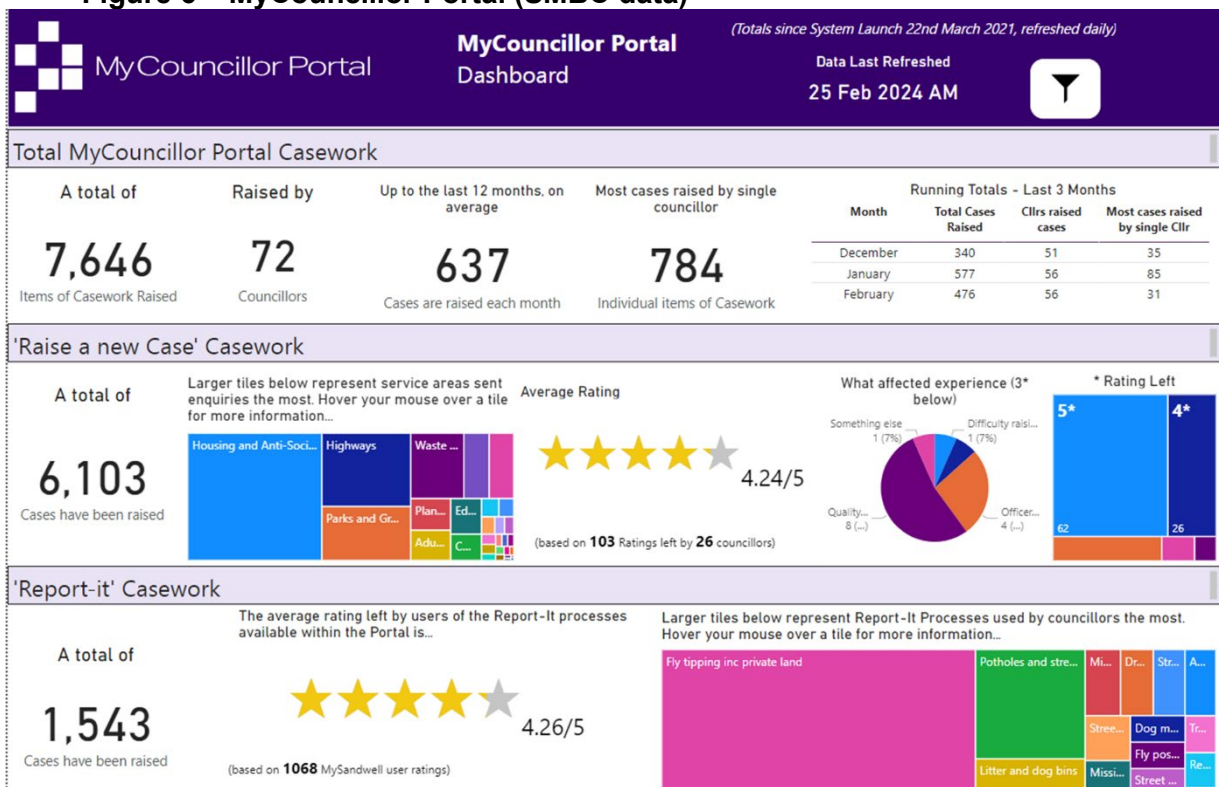 Figure 3 – MyCouncillor Portal (SMBC data)
MyCouncillor Portal
MyCouncillor Portal
Dashboard
(Totals since System Launch 22nd March 2021, refreshed daily)
Data Last Refreshed
25 Feb 2024 AM
Total MyCouncillor Portal Casework
A total of
7,646
Items of Casework Raised
Raised by
72
Councillors
Up to the last 12 months, on
average
637
Cases are raised each month
Most cases raised by single
councillor
784
Individual items of Casework
Running Totals - Last 3 Months
Month Total Cases Raised Cllrs raised cases Most cases raised by single Cllr
December 340 51 35
January 577 56 85
February 476 56 31
'Raise a new Case' Casework
A total of
6,103
Cases have been raised
Larger tiles below represent service areas sent
enquiries the most. Hover your mouse over a tile
for more information...
Housing and Anti-Soci...
Highways
Waste ...
Parks and Gr...
Plan...
Ed...
Adu...
C...
Average Rating
4.24/5
(based on 103 Ratings left by 26 councillors)
What affected experience (3*
below)
Something else
1 (7%)
Difficulty raisi...
1 (7%)
Quality...
8 (...)
Officer...
4 (...)
* Rating Left
5*
62
4*
26
'Report-it' Casework
A total of
1,543
Cases have been raised
The average rating left by users of the Report-It processes
available within the Portal is...
4.26/5
(based on 1068 MySandwell user ratings)
Larger tiles below represent Report-It Processes used by councillors the most.
Hover your mouse over a tile for more information...
Fly tipping inc private land
Potholes and stre...
Litter and dog bins
Mi...
Dr...
Str...
A...
Stree...
Dog m...
Tr...
Fly pos...
Missi...
Street ...
Re...